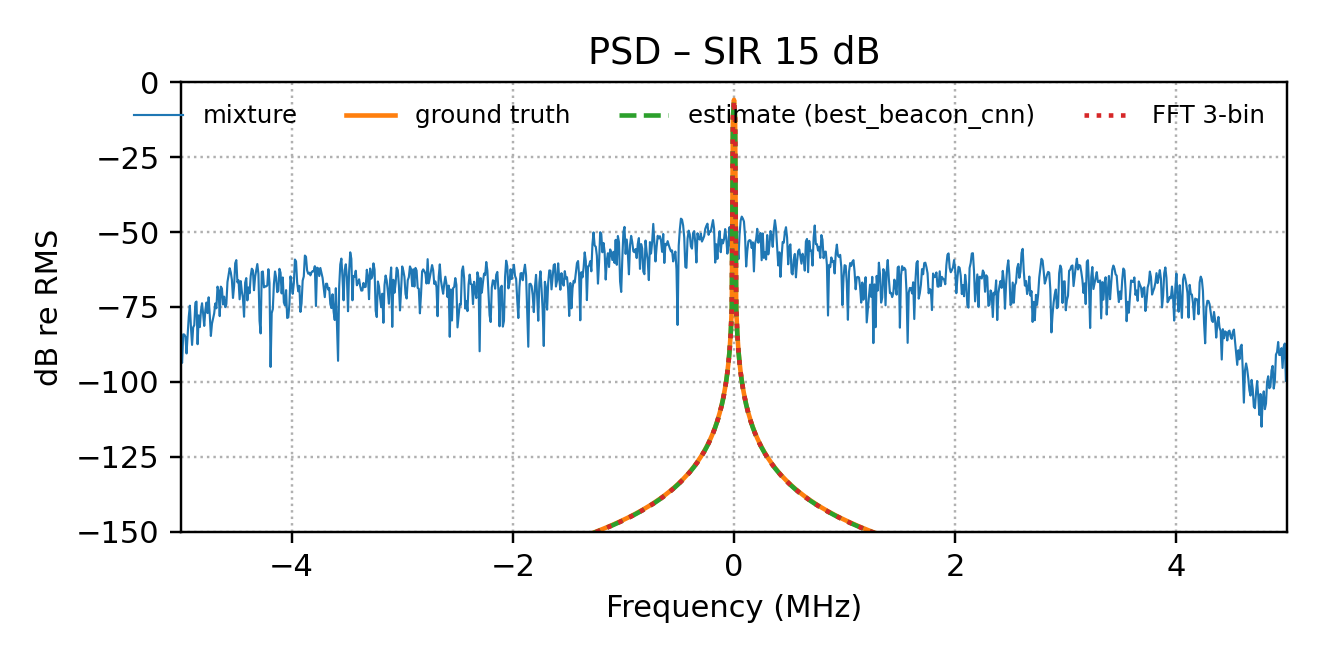 PSD – SIR 15 dB
mixture ground truth estimate (best_beacon_cnn) FFT 3-bin
0
−25
−50
−75
−100
−125
−150
dB re RMS
−4 −2 0 2 4
Frequency (MHz)